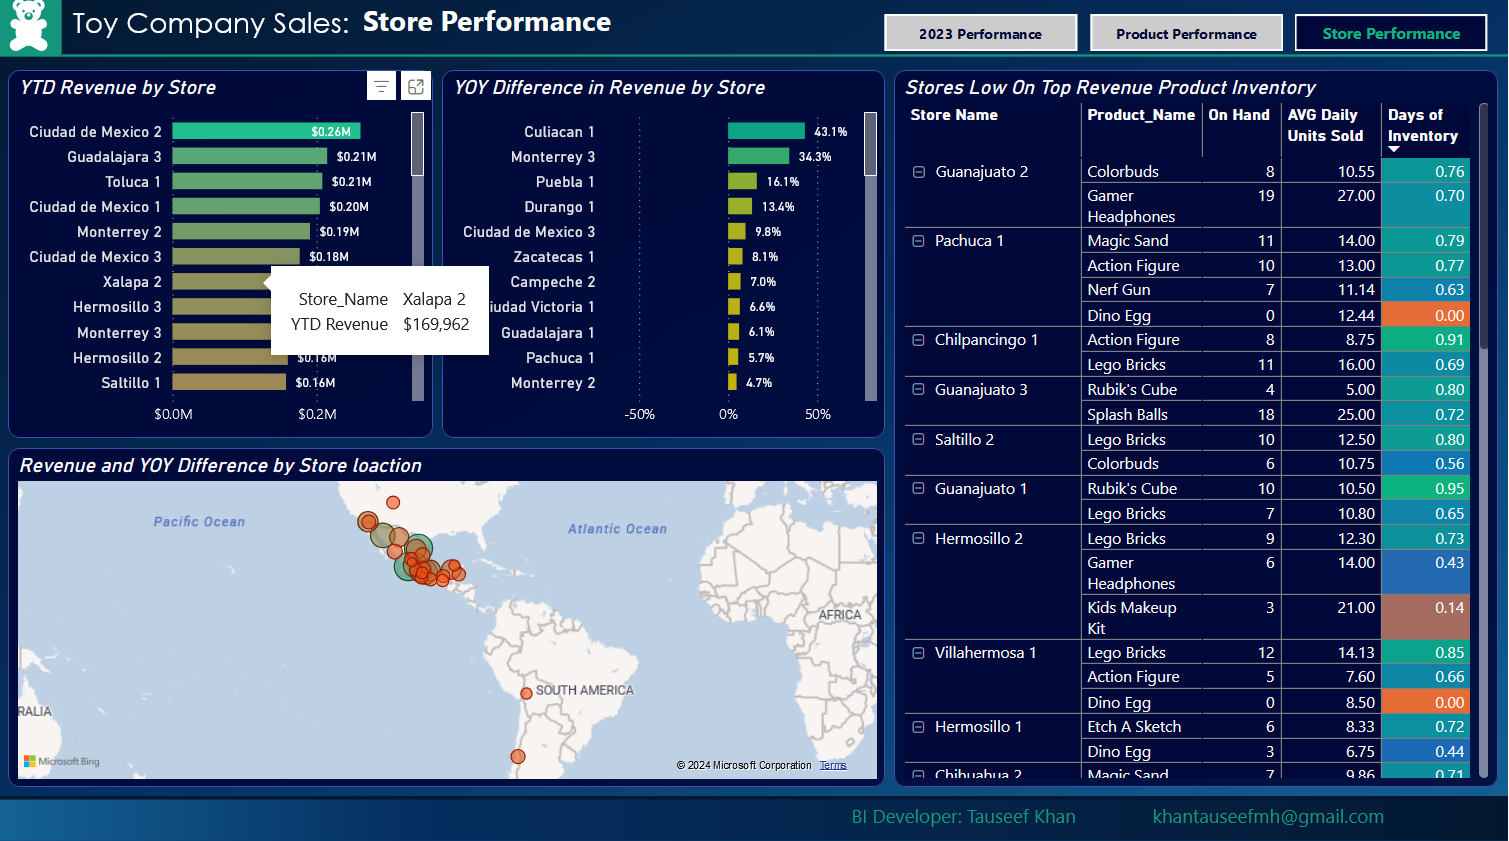 Toy Company Sales: Store Performance
2023 Performance
Product Performance
Store Performance
YTD Revenue by Store
Ciudad de Mexico 2 $0.26M
Guadalajara 3 $0.21M
Toluca 1 $0.21M
Ciudad de Mexico 1 $0.20M
Monterrey 2 $0.19M
Ciudad de Mexico 3 $0.18M
Xalapa 2
Hermosillo 3
Monterrey 3
Hermosillo 2 $0.16M
Saltillo 1 $0.16M
$0.0M $0.2M
Store_Name Xalapa 2
YTD Revenue $169,962
YOY Difference in Revenue by Store
Culiacan 1 43.1%
Monterrey 3 34.3%
Puebla 1 16.1%
Durango 1 13.4%
Ciudad de Mexico 3 9.8%
Zacatecas 1 8.1%
Campeche 2 7.0%
iudad Victoria 1 6.6%
Guadalajara 1 6.1%
Pachuca 1 5.7%
Monterrey 2 4.7%
-50% 0% 50%
Revenue and YOY Difference by Store loaction
Pacific Ocean
Atlantic Ocean
AFRICA
SOUTH AMERICA
RALIA
Microsoft Bing
© 2024 Microsoft Corporation Terms
Stores Low On Top Revenue Product Inventory
Store Name Product_Name On Hand AVG Daily Units Sold Days of Inventory
Guanajuato 2 Colorbuds 8 10.55 0.76
Gamer Headphones 19 27.00 0.70
Pachuca 1 Magic Sand 11 14.00 0.79
Action Figure 10 13.00 0.77
Nerf Gun 7 11.14 0.63
Dino Egg 0 12.44 0.00
Chilpancingo 1 Action Figure 8 8.75 0.91
Lego Bricks 11 16.00 0.69
Guanajuato 3 Rubik's Cube 4 5.00 0.80
Splash Balls 18 25.00 0.72
Saltillo 2 Lego Bricks 10 12.50 0.80
Colorbuds 6 10.75 0.56
Guanajuato 1 Rubik's Cube 10 10.50 0.95
Lego Bricks 7 10.80 0.65
Hermosillo 2 Lego Bricks 9 12.30 0.73
Gamer Headphones 6 14.00 0.43
Kids Makeup Kit 3 21.00 0.14
Villahermosa 1 Lego Bricks 12 14.13 0.85
Action Figure 5 7.60 0.66
Dino Egg 0 8.50 0.00
Hermosillo 1 Etch A Sketch 6 8.33 0.72
Dino Egg 3 6.75 0.44
Chihuahua 2 Magic Sand 7 9.86 0.71
BI Developer: Tauseef Khan khantauseefmh@gmail.com